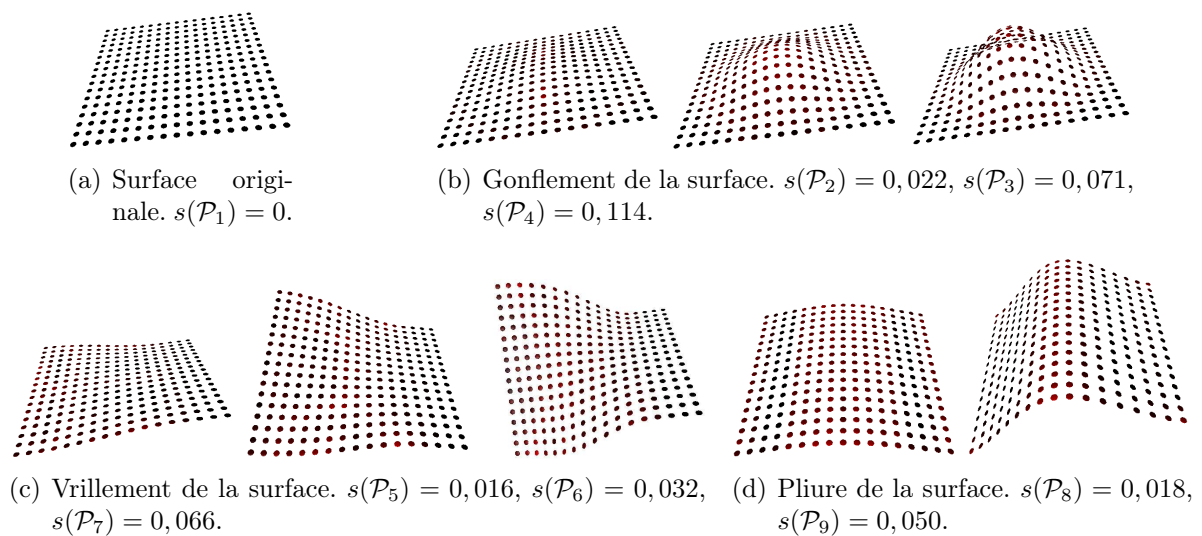 (a) Surface origi-
nale. s(𝒫₁) = 0.
(b) Gonflement de la surface. s(𝒫₂) = 0, 022, s(𝒫₃) = 0, 071,
s(𝒫₄) = 0, 114.
(c) Vrillement de la surface. s(𝒫₅) = 0, 016, s(𝒫₆) = 0, 032,
s(𝒫₇) = 0, 066.
(d) Pliure de la surface. s(𝒫₈) = 0, 018,
s(𝒫₉) = 0, 050.